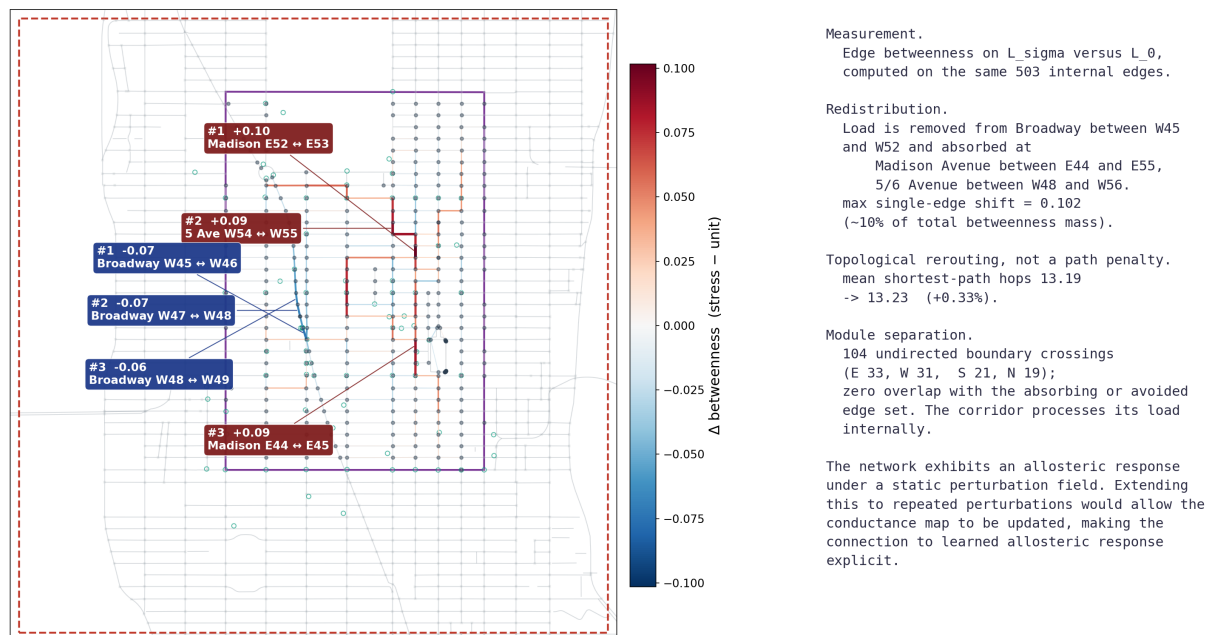 #1 +0.10
Madison E52 ↔ E53
#2 +0.09
5 Ave W54 ↔ W55
#1 -0.07
Broadway W45 ↔ W46
#2 -0.07
Broadway W47 ↔ W48
#3 -0.06
Broadway W48 ↔ W49
#3 +0.09
Madison E44 ↔ E45
0.100
0.075
0.050
0.025
0.000
−0.025
−0.050
−0.075
−0.100
Δ betweenness (stress − unit)
Measurement.
Edge betweenness on L_sigma versus L_0,
computed on the same 503 internal edges.
Redistribution.
Load is removed from Broadway between W45
and W52 and absorbed at
Madison Avenue between E44 and E55,
5/6 Avenue between W48 and W56.
max single-edge shift = 0.102
(~10% of total betweenness mass).
Topological rerouting, not a path penalty.
mean shortest-path hops 13.19
-> 13.23 (+0.33%).
Module separation.
104 undirected boundary crossings
(E 33, W 31, S 21, N 19);
zero overlap with the absorbing or avoided
edge set. The corridor processes its load
internally.
The network exhibits an allosteric response
under a static perturbation field. Extending
this to repeated perturbations would allow the
conductance map to be updated, making the
connection to learned allosteric response
explicit.